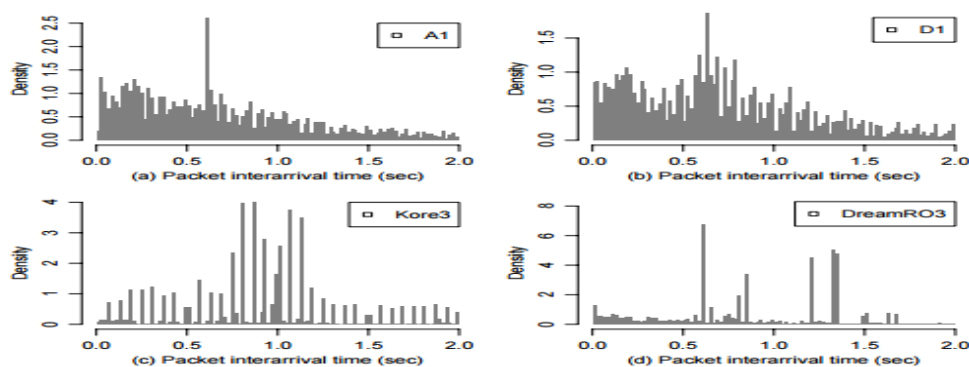 A1
Density
0.0 0.5 1.0 1.5 2.0 2.5
0.0 0.5 1.0 1.5 2.0
(a) Packet interarrival time (sec)
D1
Density
0.0 0.5 1.0 1.5
0.0 0.5 1.0 1.5 2.0
(b) Packet interarrival time (sec)
Kore3
Density
0 1 2 3 4
0.0 0.5 1.0 1.5 2.0
(c) Packet interarrival time (sec)
DreamRO3
Density
0 2 4 6 8
0.0 0.5 1.0 1.5 2.0
(d) Packet interarrival time (sec)